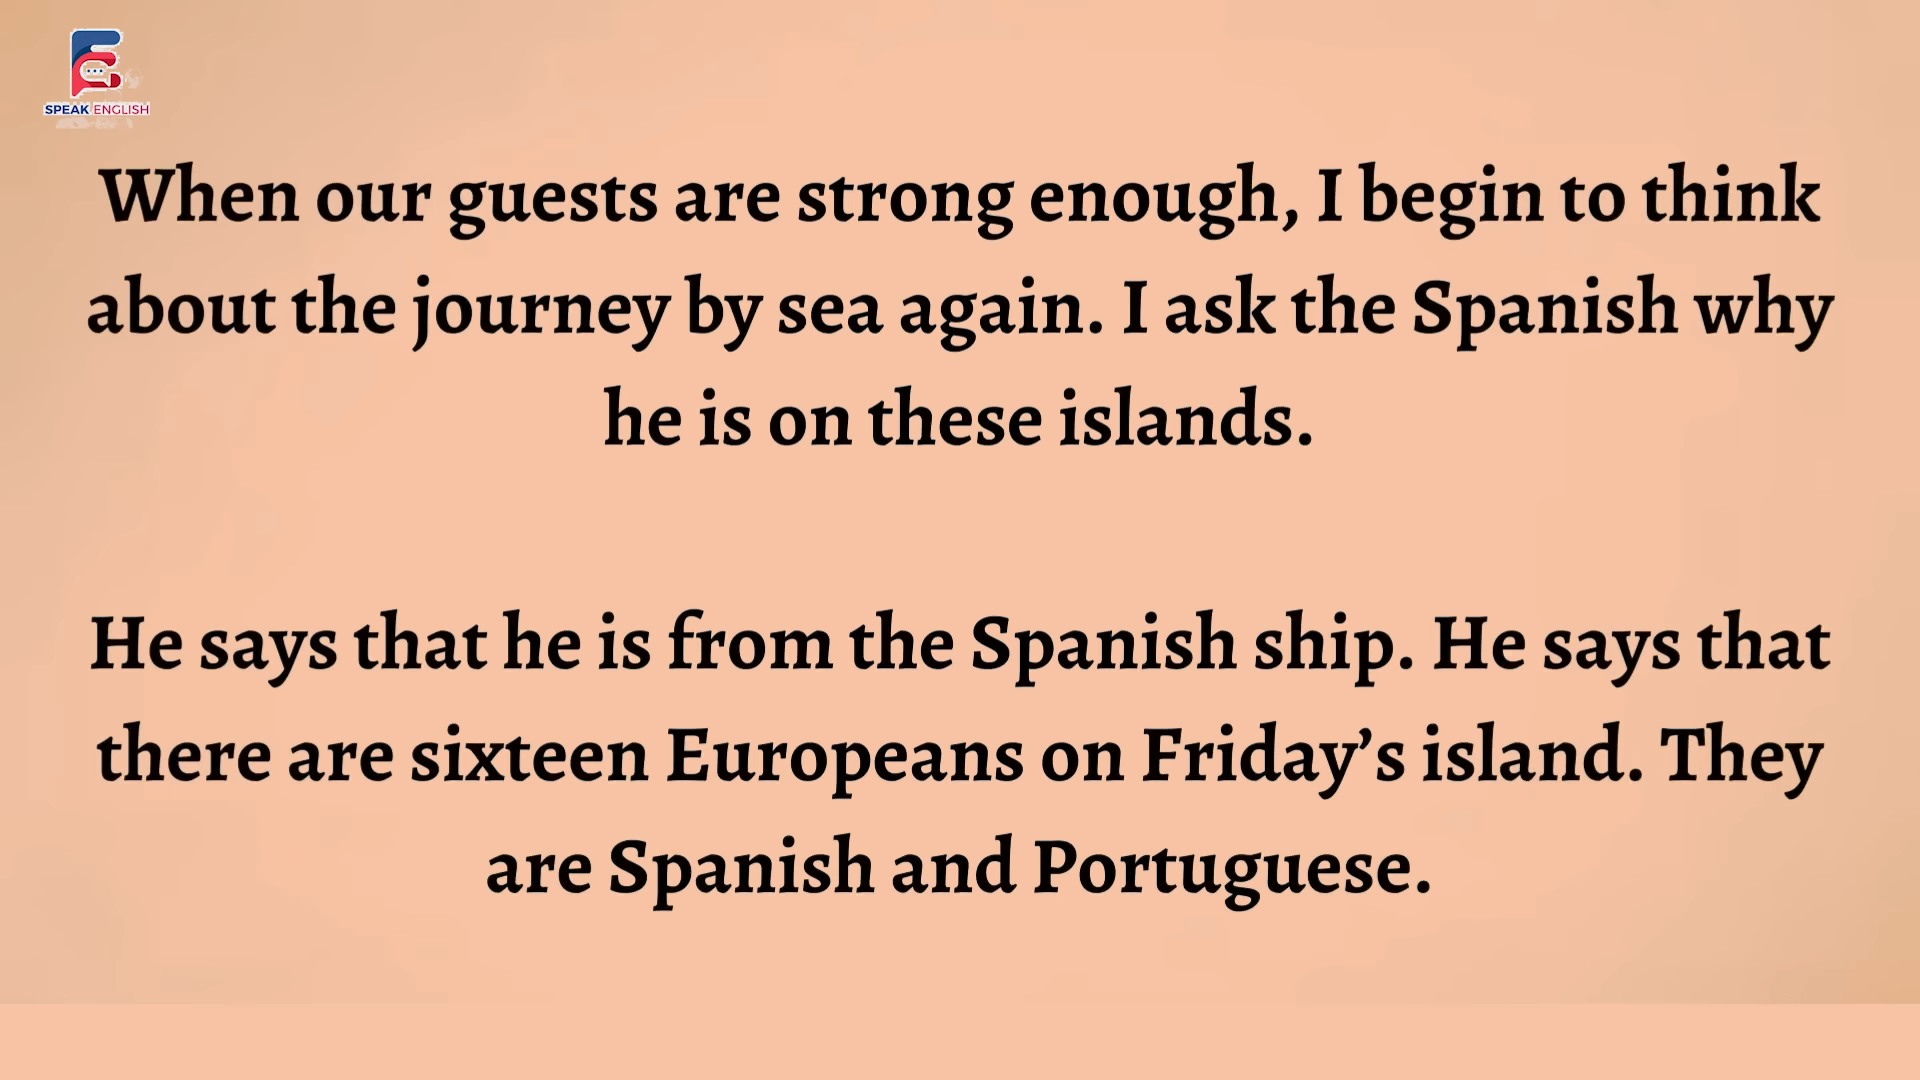 SPEAK ENGLISH
When our guests are strong enough, I begin to think
about the journey by sea again. I ask the Spanish why
he is on these islands.
He says that he is from the Spanish ship. He says that
there are sixteen Europeans on Friday’s island. They
are Spanish and Portuguese.